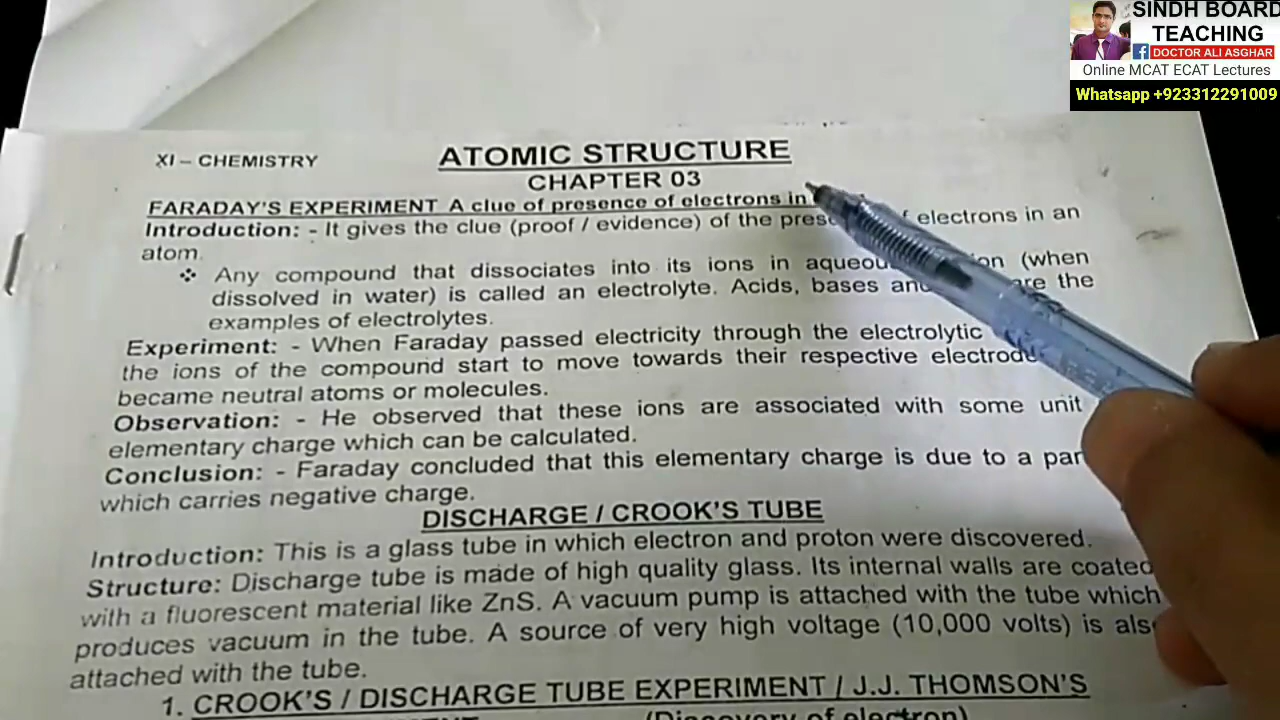 SINDH BOARD
TEACHING
f DOCTOR ALI ASGHAR
Online MCAT ECAT Lectures
Whatsapp +923312291009
XI – CHEMISTRY
ATOMIC STRUCTURE
CHAPTER 03
FARADAY'S EXPERIMENT A clue of presence of electrons in
Introduction: - It gives the clue (proof / evidence) of the electrons in an
atom.
❖ Any compound that dissociates into its ions in (when
dissolved in water) is called an electrolyte. Acids, bases the
examples of electrolytes.
Experiment: - When Faraday passed electricity through the electrolytic
the ions of the compound start to move towards their respective
became neutral atoms or molecules.
Observation: - He observed that these ions are associated with some unit
elementary charge which can be calculated.
Conclusion: - Faraday concluded that this elementary charge is due to a
which carries negative charge.
DISCHARGE / CROOK'S TUBE
Introduction: This is a glass tube in which electron and proton were discovered.
Structure: Discharge tube is made of high quality glass. Its internal walls are coated
with a fluorescent material like ZnS. A vacuum pump is attached with the tube which
produces vacuum in the tube. A source of very high voltage (10,000 volts) is
attached with the tube.
1. CROOK'S / DISCHARGE TUBE EXPERIMENT / J.J. THOMSON'S
(Discovery of electron)